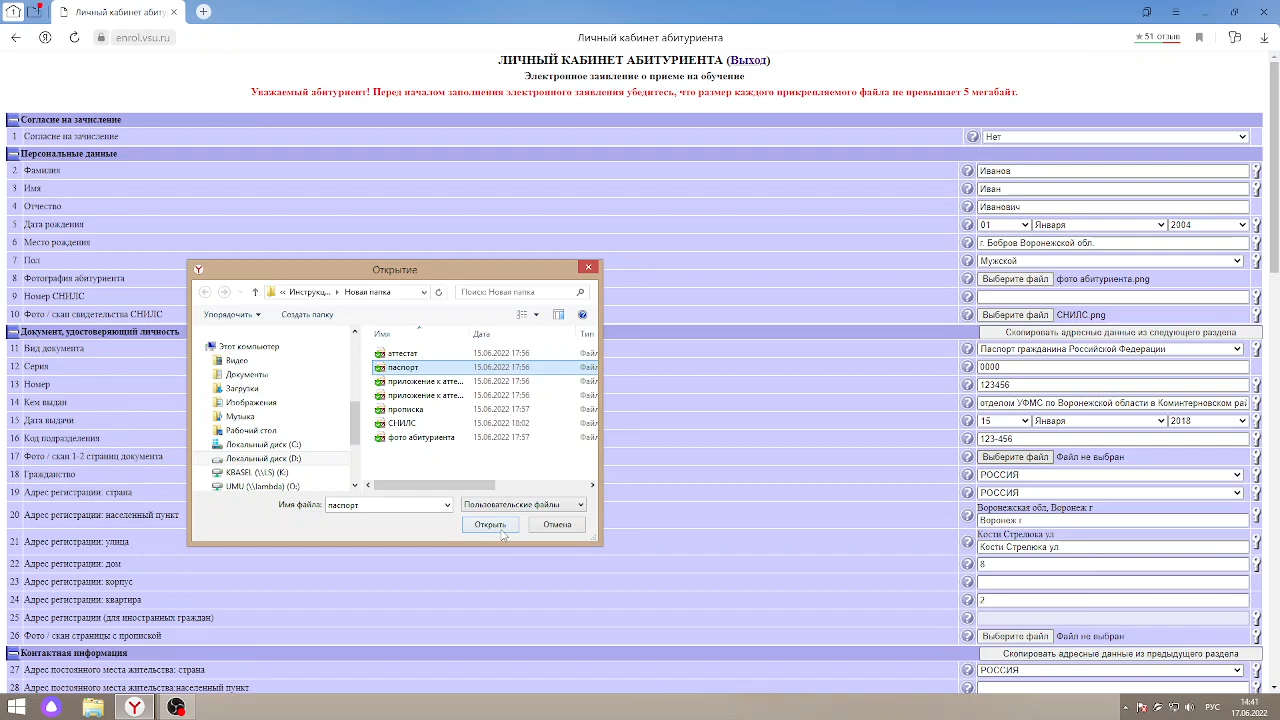 Личный кабинет абиту
enrol.vsu.ru
Личный кабинет абитуриента
51 отзыв
ЛИЧНЫЙ КАБИНЕТ АБИТУРИЕНТА (Выход)
Электронное заявление о приеме на обучение
Уважаемый абитуриент! Перед началом заполнения электронного заявления убедитесь, что размер каждого прикрепляемого файла не превышает 5 мегабайт.
Согласие на зачисление
1 Согласие на зачисление Нет
Персональные данные
2 Фамилия Иванов
3 Имя Иван
4 Отчество Иванович
5 Дата рождения 01 Января 2004
6 Место рождения г. Бобров Воронежской обл.
7 Пол Мужской
8 Фотография абитуриента Выберите файл фото абитуриента.png
9 Номер СНИЛС
10 Фото / скан свидетельства СНИЛС Выберите файл СНИЛС.png
Документ, удостоверяющий личность Скопировать адресные данные из следующего раздела
11 Вид документа Паспорт гражданина Российской Федерации
12 Серия 0000
13 Номер 123456
14 Кем выдан отделом УФМС по Воронежской области в Коминтерновском рай
15 Дата выдачи 15 Января 2018
16 Код подразделения 123-456
17 Фото / скан 1-2 страниц документа Выберите файл Файл не выбран
18 Гражданство РОССИЯ
19 Адрес регистрации: страна РОССИЯ
20 Адрес регистрации: населенный пункт Воронежская обл, Воронеж г
Воронеж г
21 Адрес регистрации: улица Кости Стрелюка ул
Кости Стрелюка ул
22 Адрес регистрации: дом 8
23 Адрес регистрации: корпус
24 Адрес регистрации: квартира 2
25 Адрес регистрации (для иностранных граждан)
26 Фото / скан страницы с пропиской Выберите файл Файл не выбран
Контактная информация Скопировать адресные данные из предыдущего раздела
27 Адрес постоянного места жительства: страна РОССИЯ
28 Адрес постоянного места жительства:населенный пункт
Открытие
« Инструкц... Новая папка Поиск: Новая папка
Упорядочить Создать папку
Этот компьютер
Видео
Документы
Загрузки
Изображения
Музыка
Рабочий стол
Локальный диск (C:)
Локальный диск (D:)
KBASEL (\\LS) (K:)
UMU (\\lambda) (O:)
Имя Дата Тип
аттестат 15.06.2022 17:56 Файл
паспорт 15.06.2022 17:56 Файл
приложение к атте... 15.06.2022 17:56 Файл
приложение к атте... 15.06.2022 17:56 Файл
прописка 15.06.2022 17:57 Файл
СНИЛС 15.06.2022 18:02 Файл
фото абитуриента 15.06.2022 17:57 Файл
Имя файла: паспорт Пользовательские файлы
Открыть Отмена
РУС
14:41
17.06.2022